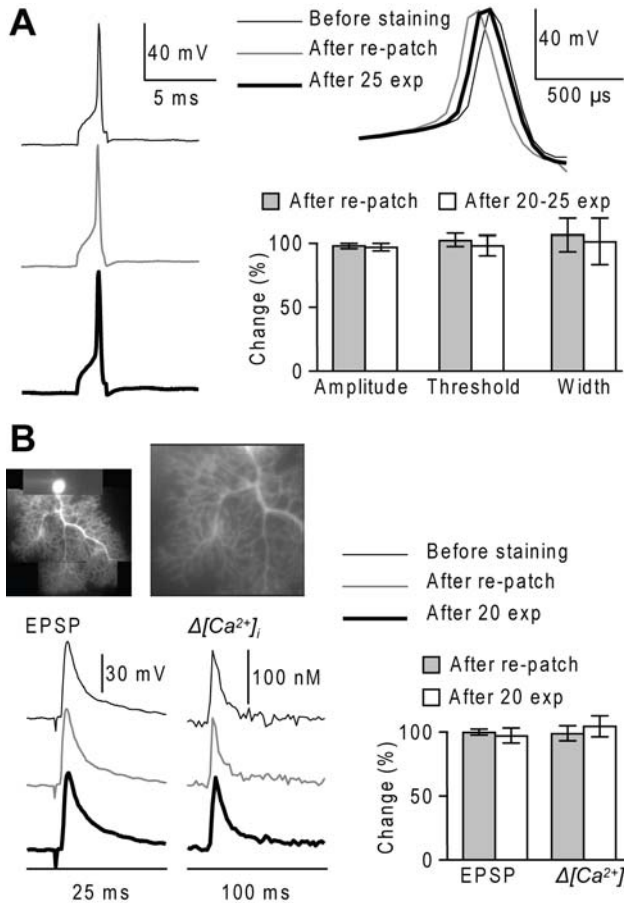 A
40 mV
5 ms
Before staining
After re-patch
After 25 exp
40 mV
500 µs
After re-patch
After 20-25 exp
Change (%)
100
50
0
Amplitude
Threshold
Width
B
Before staining
After re-patch
After 20 exp
EPSP
30 mV
Δ[Ca²⁺]ᵢ
100 nM
25 ms
100 ms
After re-patch
After 20 exp
Change (%)
100
50
0
EPSP
Δ[Ca²⁺]